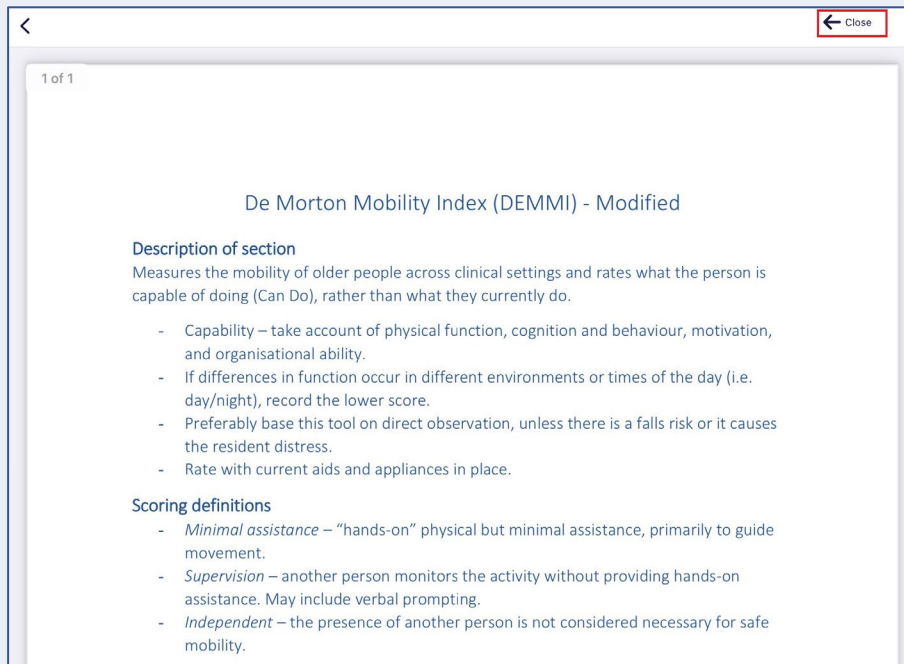 Close
1 of 1
De Morton Mobility Index (DEMMI) - Modified
Description of section
Measures the mobility of older people across clinical settings and rates what the person is
capable of doing (Can Do), rather than what they currently do.
- Capability – take account of physical function, cognition and behaviour, motivation,
and organisational ability.
- If differences in function occur in different environments or times of the day (i.e.
day/night), record the lower score.
- Preferably base this tool on direct observation, unless there is a falls risk or it causes
the resident distress.
- Rate with current aids and appliances in place.
Scoring definitions
- Minimal assistance – “hands-on” physical but minimal assistance, primarily to guide
movement.
- Supervision – another person monitors the activity without providing hands-on
assistance. May include verbal prompting.
- Independent – the presence of another person is not considered necessary for safe
mobility.